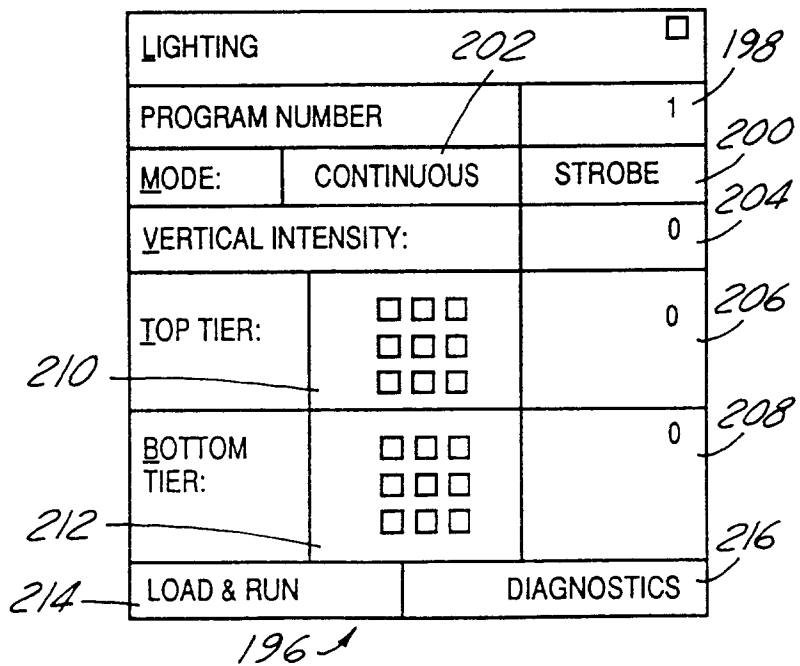 LIGHTING
202
198
PROGRAM NUMBER 1
200
MODE: CONTINUOUS STROBE
204
VERTICAL INTENSITY: 0
206
TOP TIER: 0
210
208
BOTTOM TIER: 0
212
216
LOAD & RUN DIAGNOSTICS
214
196